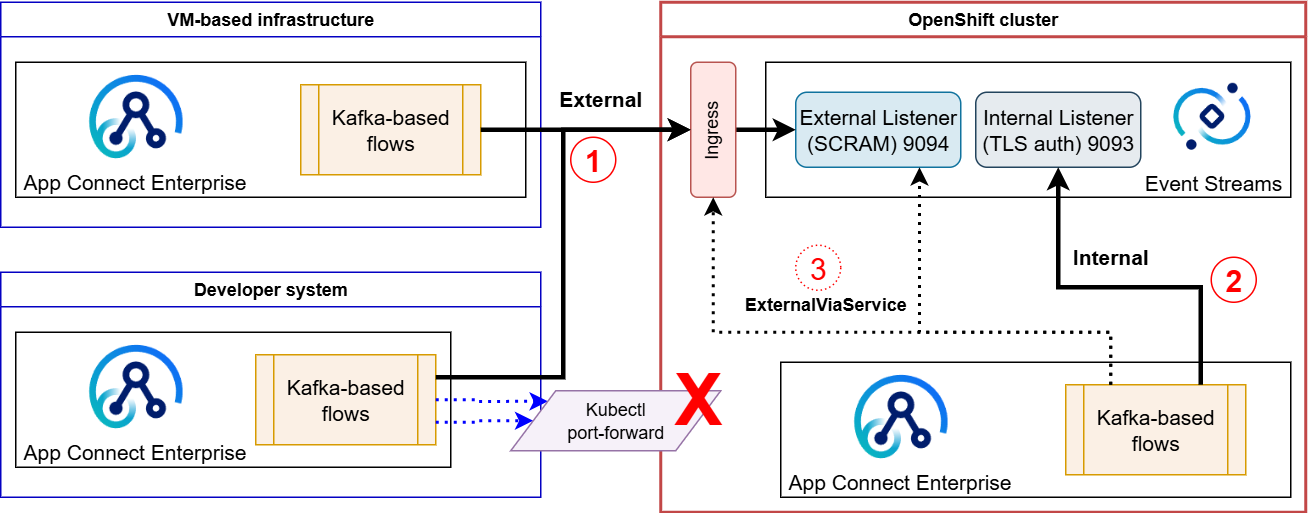 VM-based infrastructure
App Connect Enterprise
Kafka-based
flows
External
1
Developer system
App Connect Enterprise
Kafka-based
flows
Kubectl
port-forward
X
OpenShift cluster
Ingress
External Listener
(SCRAM) 9094
Internal Listener
(TLS auth) 9093
Event Streams
3
ExternalViaService
Internal
2
App Connect Enterprise
Kafka-based
flows